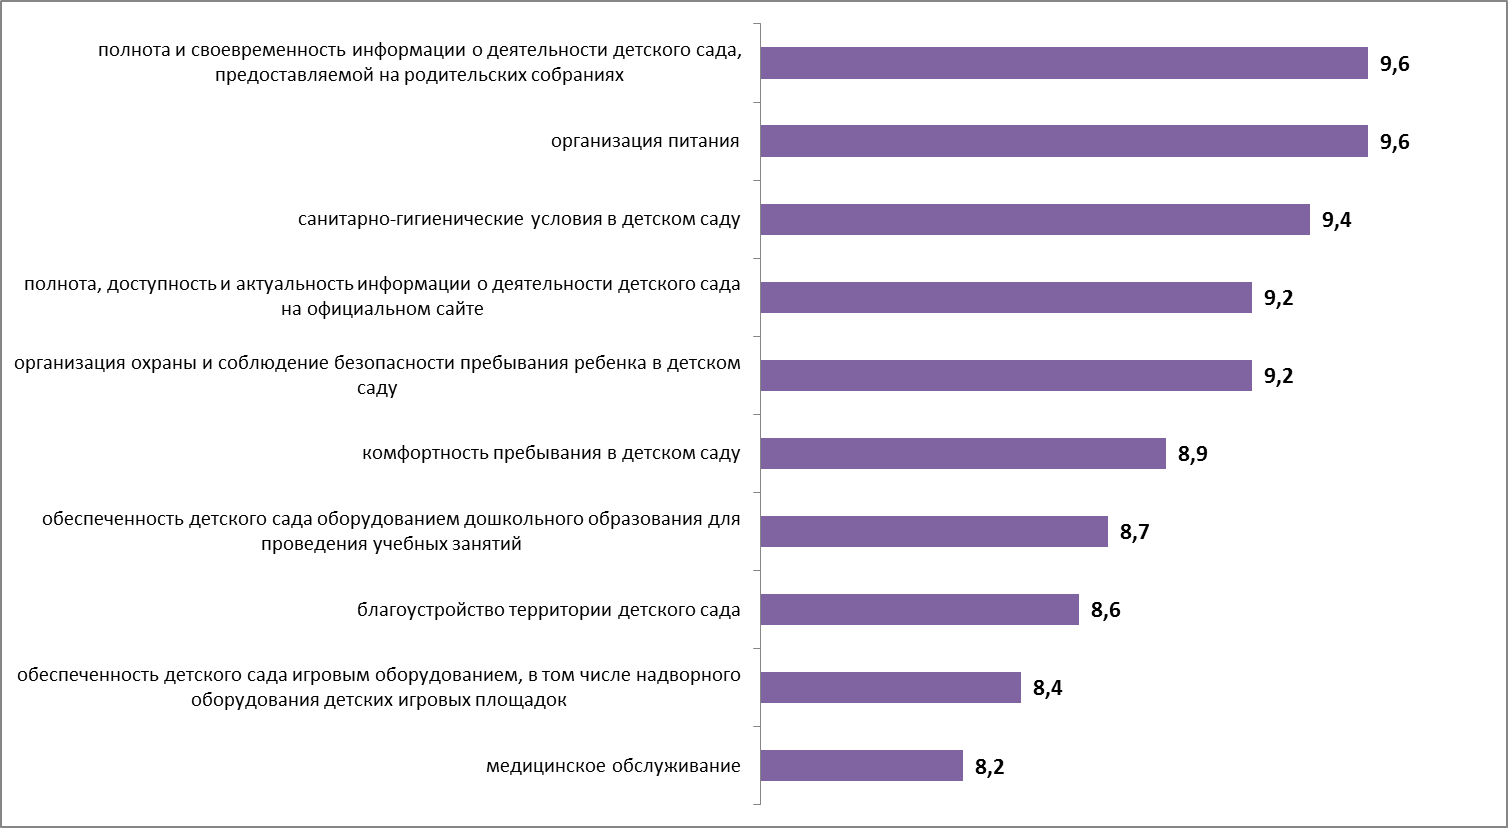 полнота и своевременность информации о деятельности детского сада,
предоставляемой на родительских собраниях
9,6
организация питания
9,6
санитарно-гигиенические условия в детском саду
9,4
полнота, доступность и актуальность информации о деятельности детского сада
на официальном сайте
9,2
организация охраны и соблюдение безопасности пребывания ребенка в детском
саду
9,2
комфортность пребывания в детском саду
8,9
обеспеченность детского сада оборудованием дошкольного образования для
проведения учебных занятий
8,7
благоустройство территории детского сада
8,6
обеспеченность детского сада игровым оборудованием, в том числе надворного
оборудования детских игровых площадок
8,4
медицинское обслуживание
8,2